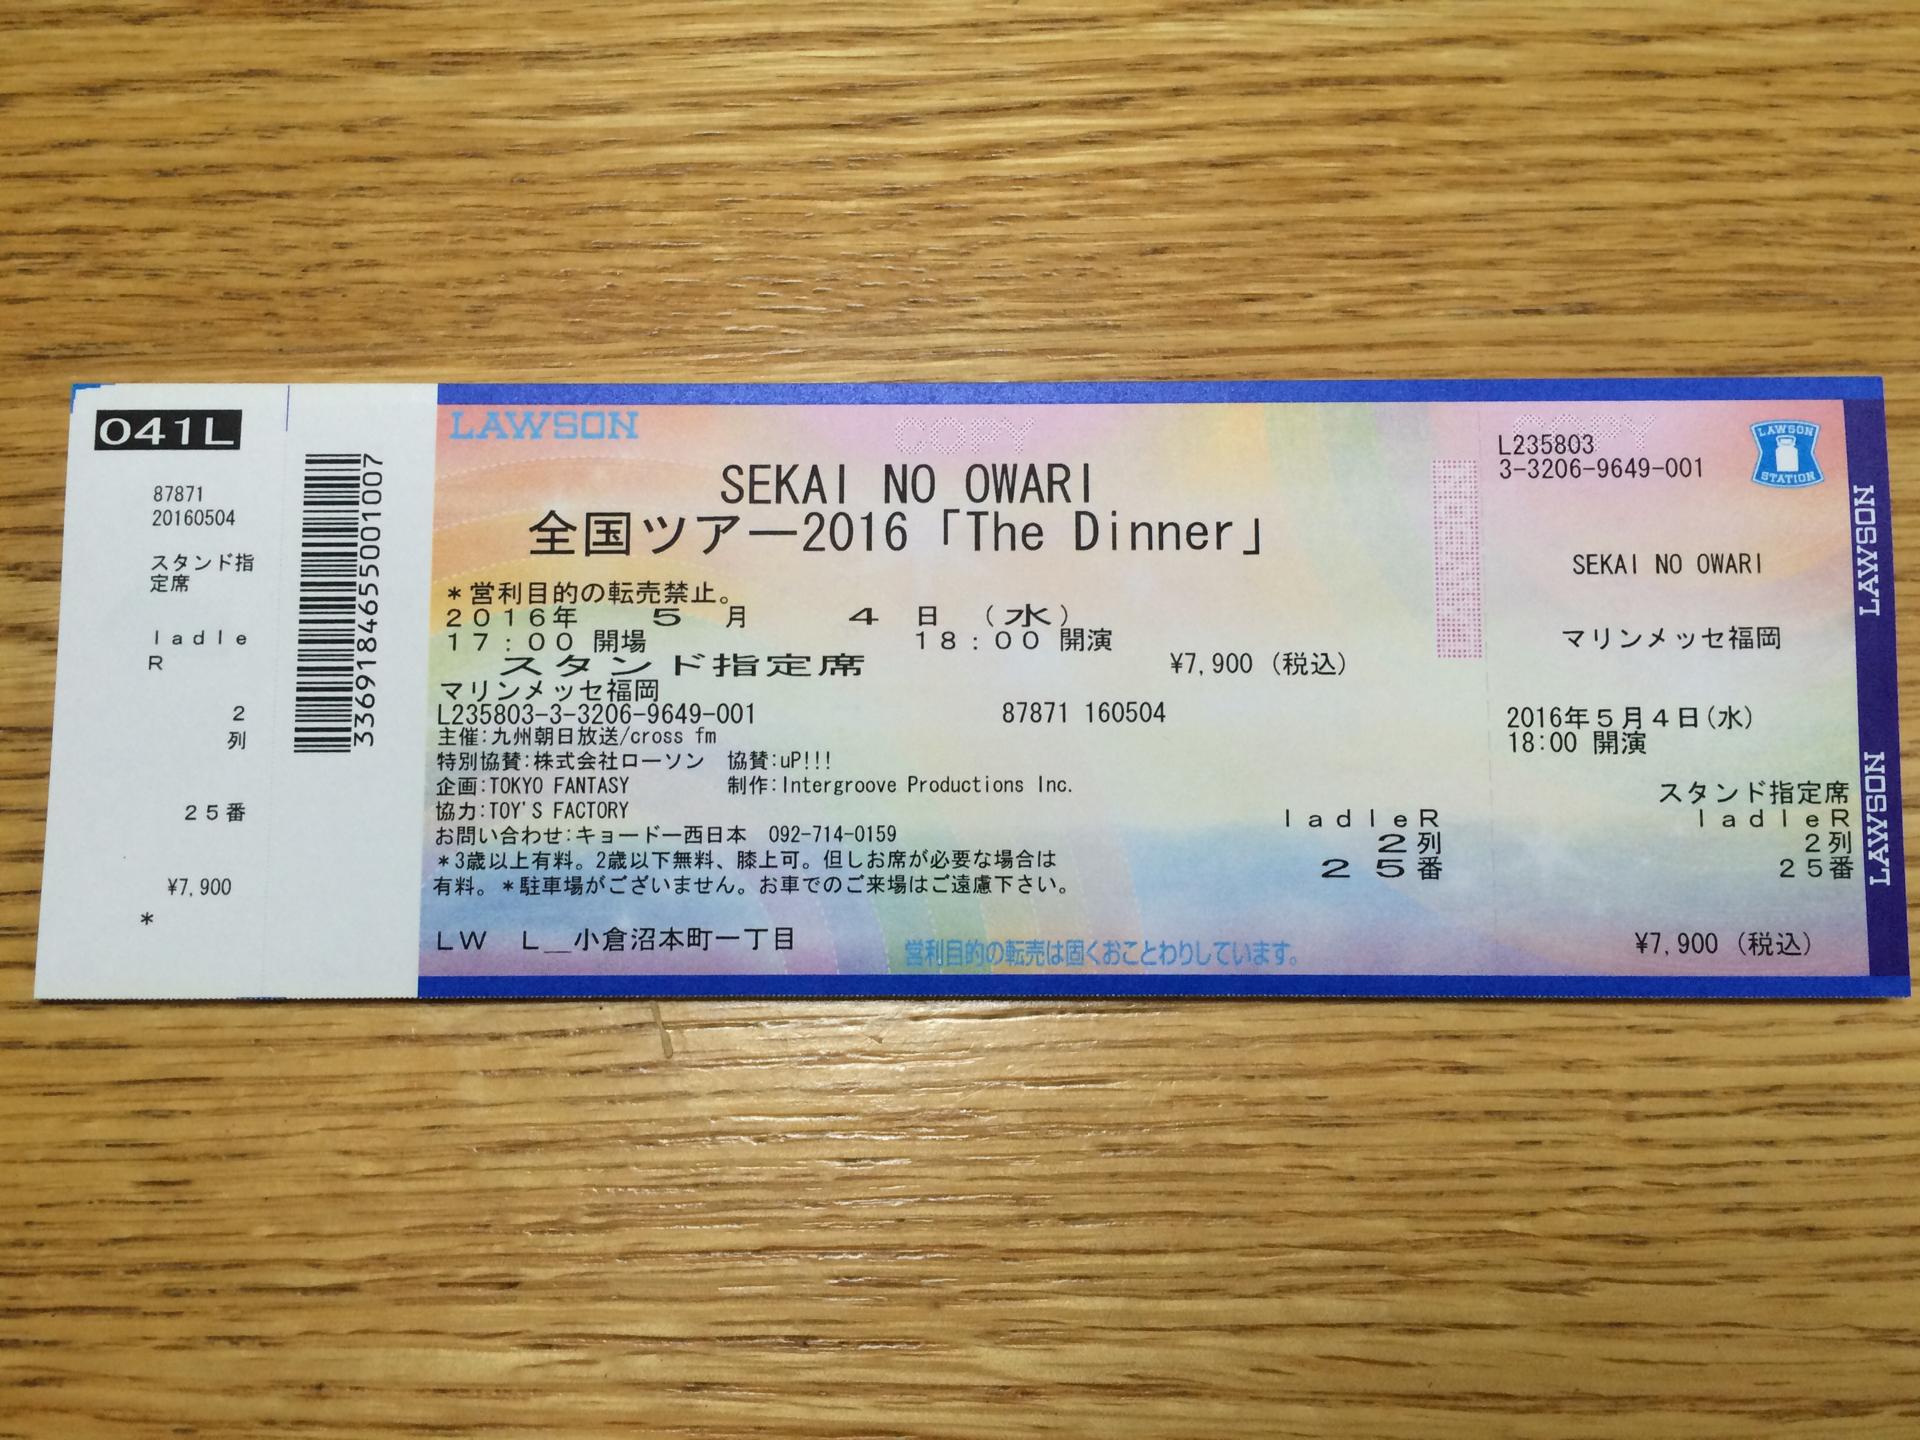 041L
87871
20160504
スタンド指
定席
ladle
R
2
列
25番
¥7,900
*
3369184655001007
LAWSON
COPY
SEKAI NO OWARI
全国ツアー2016「The Dinner」
*営利目的の転売禁止。
2016年 5月 4日 (水)
17:00 開場 18:00 開演
スタンド指定席 ¥7,900 (税込)
マリンメッセ福岡
L235803-3-3206-9649-001 87871 160504
主催:九州朝日放送/cross fm
特別協賛:株式会社ローソン 協賛:uP!!!
企画:TOKYO FANTASY 制作:Intergroove Productions Inc.
協力:TOY'S FACTORY
お問い合わせ:キョードー西日本 092-714-0159
*3歳以上有料。2歳以下無料、膝上可。但しお席が必要な場合は
有料。*駐車場がございません。お車でのご来場はご遠慮下さい。
ladleR
2列
25番
LW L__小倉沼本町一丁目
営利目的の転売は固くおことわりしています。
COPY
L235803
3-3206-9649-001
LAWSON
STATION
SEKAI NO OWARI
マリンメッセ福岡
2016年5月4日(水)
18:00 開演
スタンド指定席
ladleR
2列
25番
¥7,900 (税込)
LAWSON
LAWSON